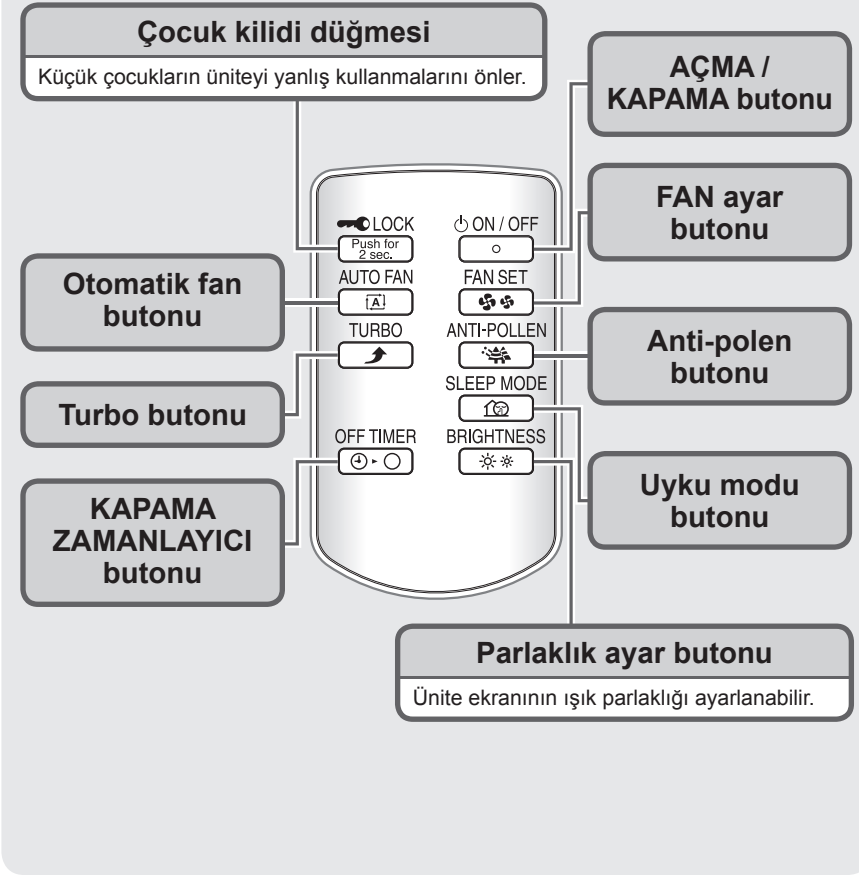 Çocuk kilidi düğmesi
Küçük çocukların üniteyi yanlış kullanmalarını önler.
AÇMA /
KAPAMA butonu
FAN ayar
butonu
Otomatik fan
butonu
Anti-polen
butonu
Turbo butonu
Uyku modu
butonu
KAPAMA
ZAMANLAYICI
butonu
LOCK
Push for
2 sec.
ON / OFF
AUTO FAN
A
FAN SET
TURBO
ANTI-POLLEN
SLEEP MODE
OFF TIMER
BRIGHTNESS
Parlaklık ayar butonu
Ünite ekranının ışık parlaklığı ayarlanabilir.